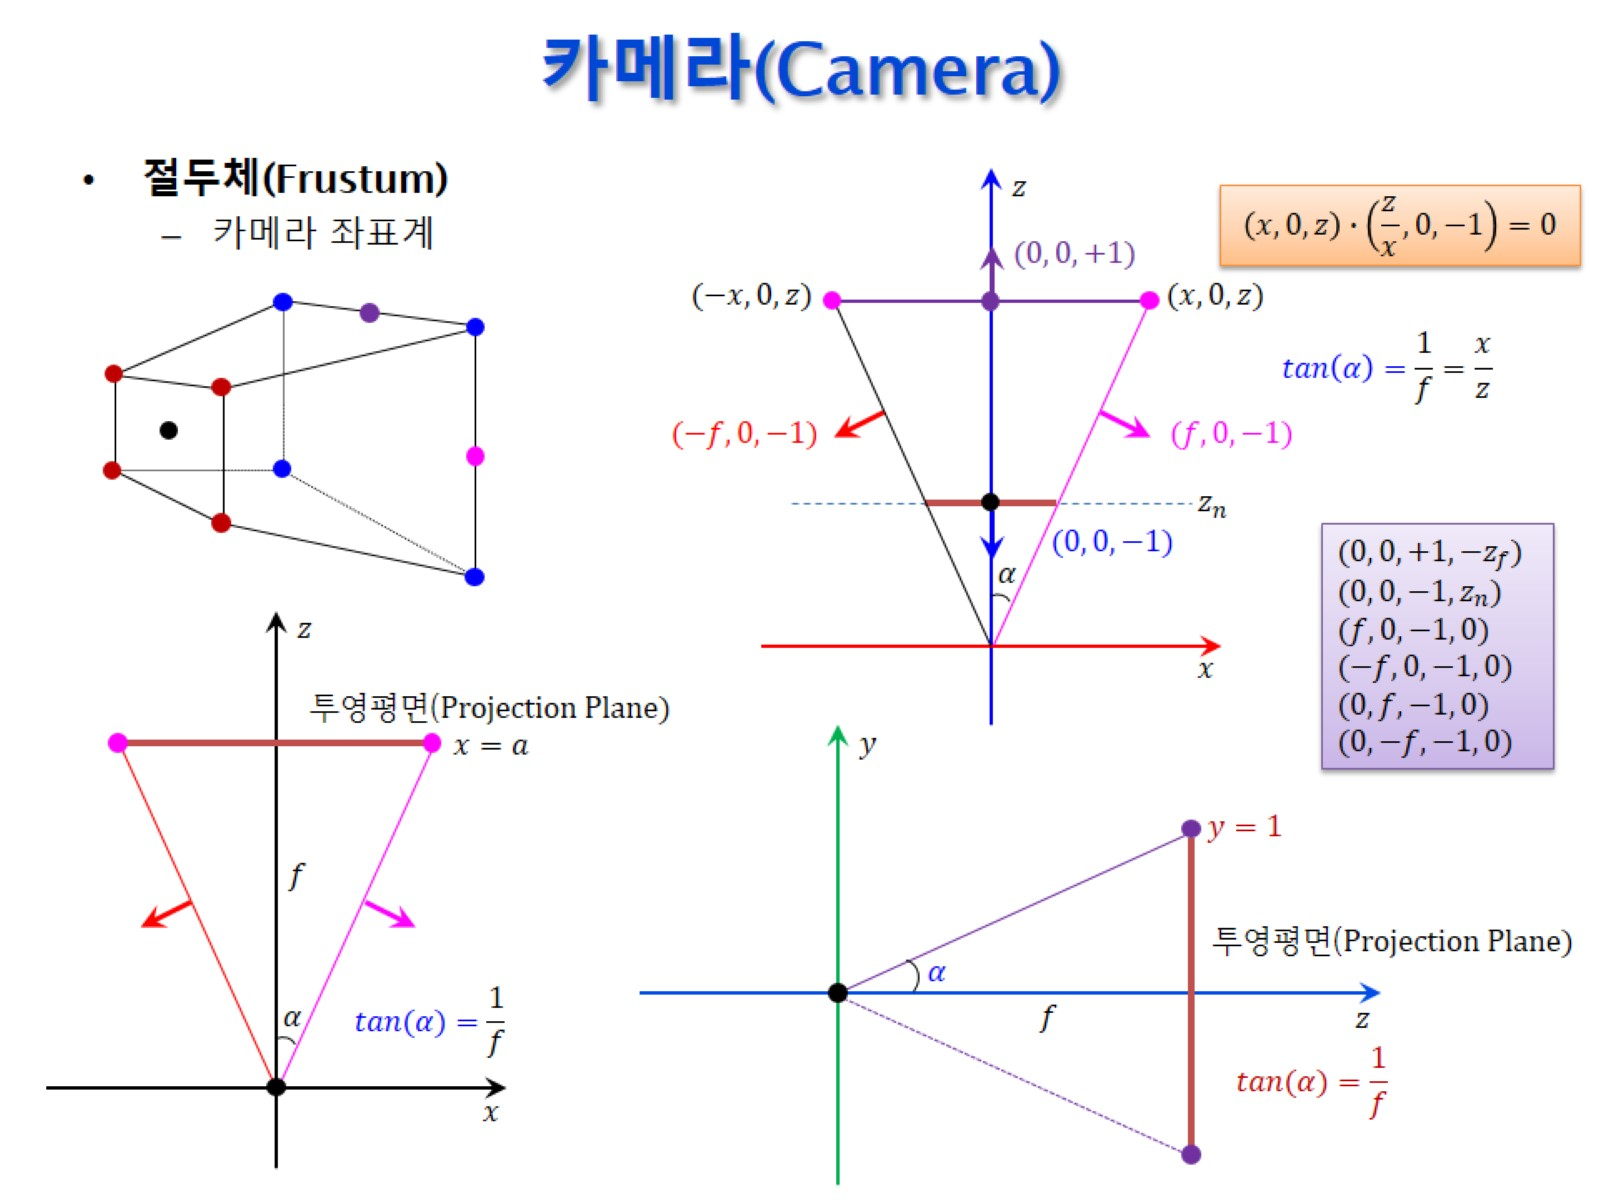 카메라(Camera)
• 절두체(Frustum)
– 카메라 좌표계
z
(0, 0, +1)
(x, 0, z) · (z/x, 0, −1) = 0
(−x, 0, z)
(x, 0, z)
tan(α) = 1/f = x/z
(−f, 0, −1)
(f, 0, −1)
zₙ
(0, 0, −1)
α
x
(0, 0, +1, −z_f)
(0, 0, −1, zₙ)
(f, 0, −1, 0)
(−f, 0, −1, 0)
(0, f, −1, 0)
(0, −f, −1, 0)
z
투영평면(Projection Plane)
x = a
f
α
tan(α) = 1/f
x
y
y = 1
투영평면(Projection Plane)
α
f
z
tan(α) = 1/f